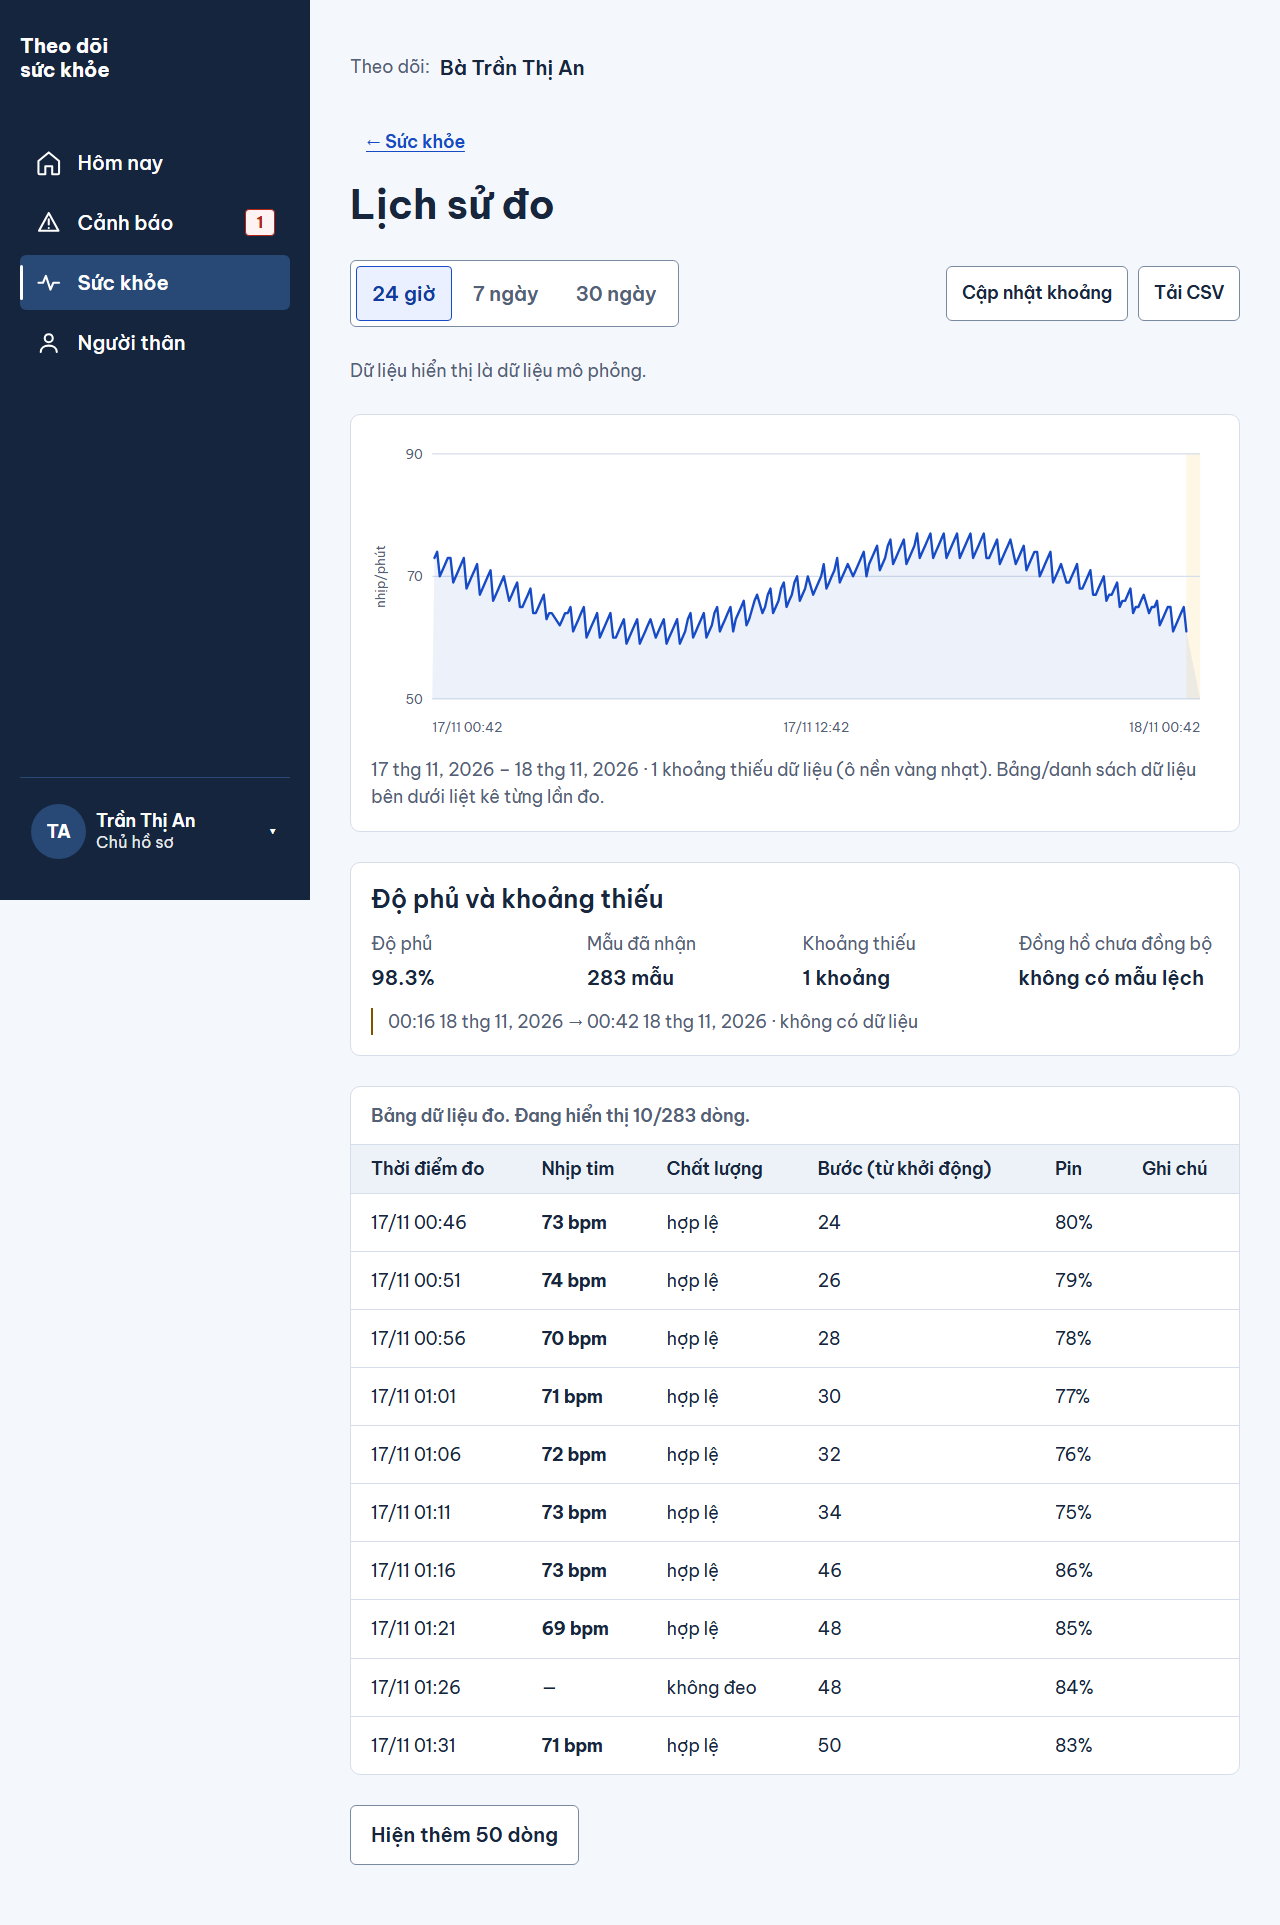 Theo dõi
sức khỏe
Hôm nay
Cảnh báo 1
Sức khỏe
Người thân
TA Trần Thị An ▾
Chủ hồ sơ
Theo dõi: Bà Trần Thị An
← Sức khỏe
Lịch sử đo
24 giờ 7 ngày 30 ngày Cập nhật khoảng Tải CSV
Dữ liệu hiển thị là dữ liệu mô phỏng.
90
nhịp/phút
70
50
17/11 00:42 17/11 12:42 18/11 00:42
17 thg 11, 2026 – 18 thg 11, 2026 · 1 khoảng thiếu dữ liệu (ô nền vàng nhạt). Bảng/danh sách dữ liệu
bên dưới liệt kê từng lần đo.
Độ phủ và khoảng thiếu
Độ phủ Mẫu đã nhận Khoảng thiếu Đồng hồ chưa đồng bộ
98.3% 283 mẫu 1 khoảng không có mẫu lệch
00:16 18 thg 11, 2026 → 00:42 18 thg 11, 2026 · không có dữ liệu
Bảng dữ liệu đo. Đang hiển thị 10/283 dòng.
Thời điểm đo Nhịp tim Chất lượng Bước (từ khởi động) Pin Ghi chú
17/11 00:46 73 bpm hợp lệ 24 80%
17/11 00:51 74 bpm hợp lệ 26 79%
17/11 00:56 70 bpm hợp lệ 28 78%
17/11 01:01 71 bpm hợp lệ 30 77%
17/11 01:06 72 bpm hợp lệ 32 76%
17/11 01:11 73 bpm hợp lệ 34 75%
17/11 01:16 73 bpm hợp lệ 46 86%
17/11 01:21 69 bpm hợp lệ 48 85%
17/11 01:26 — không đeo 48 84%
17/11 01:31 71 bpm hợp lệ 50 83%
Hiện thêm 50 dòng